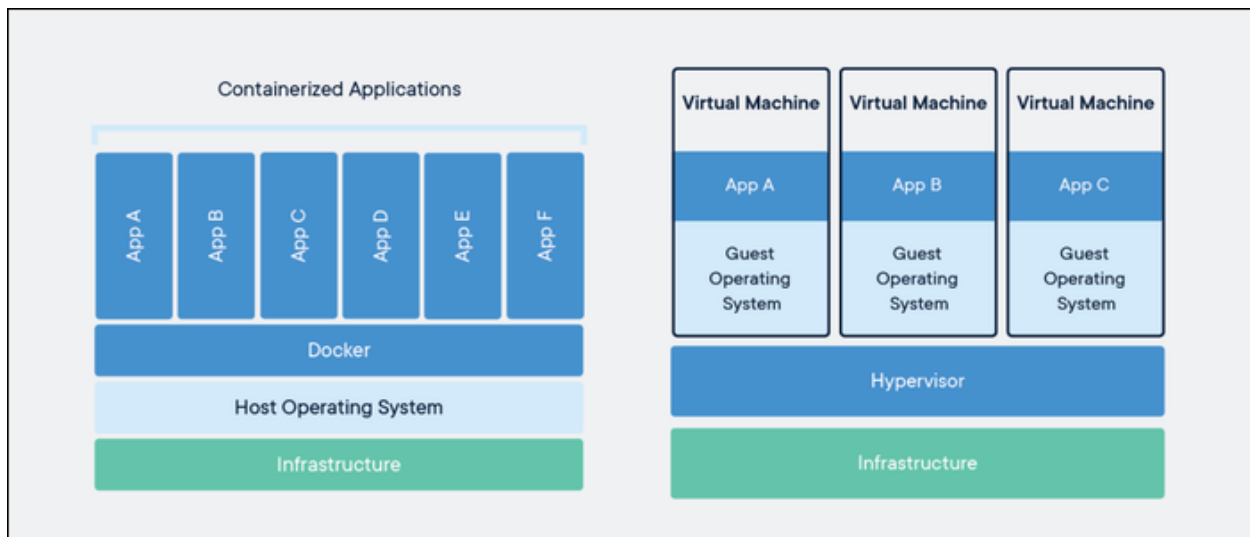 Containerized Applications
App A
App B
App C
App D
App E
App F
Docker
Host Operating System
Infrastructure
Virtual Machine
App A
Guest
Operating
System
Virtual Machine
App B
Guest
Operating
System
Virtual Machine
App C
Guest
Operating
System
Hypervisor
Infrastructure